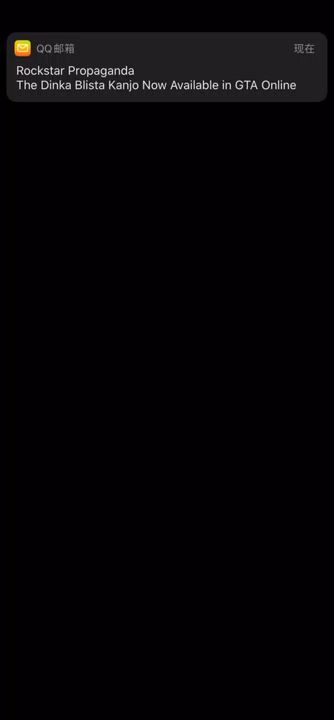 QQ邮箱 现在
Rockstar Propaganda
The Dinka Blista Kanjo Now Available in GTA Online